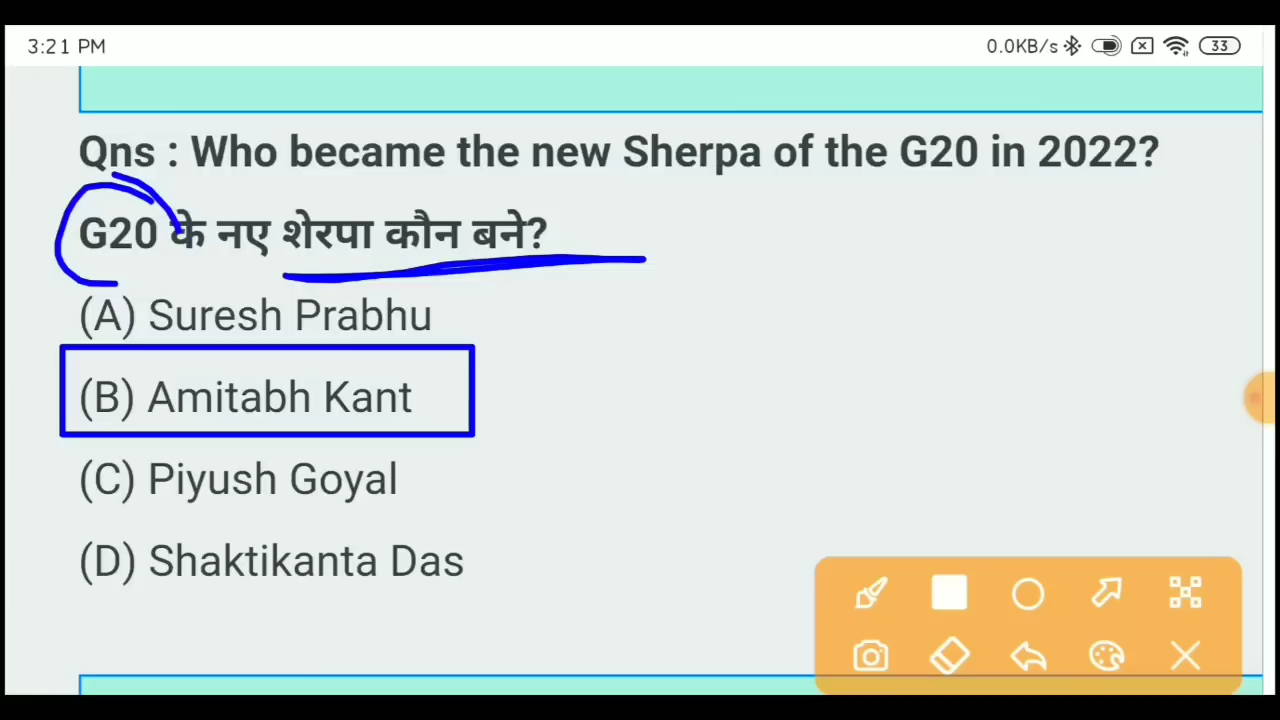 3:21 PM 0.0KB/s 33
Qns : Who became the new Sherpa of the G20 in 2022?
G20 के नए शेरपा कौन बने?
(A) Suresh Prabhu
(B) Amitabh Kant
(C) Piyush Goyal
(D) Shaktikanta Das